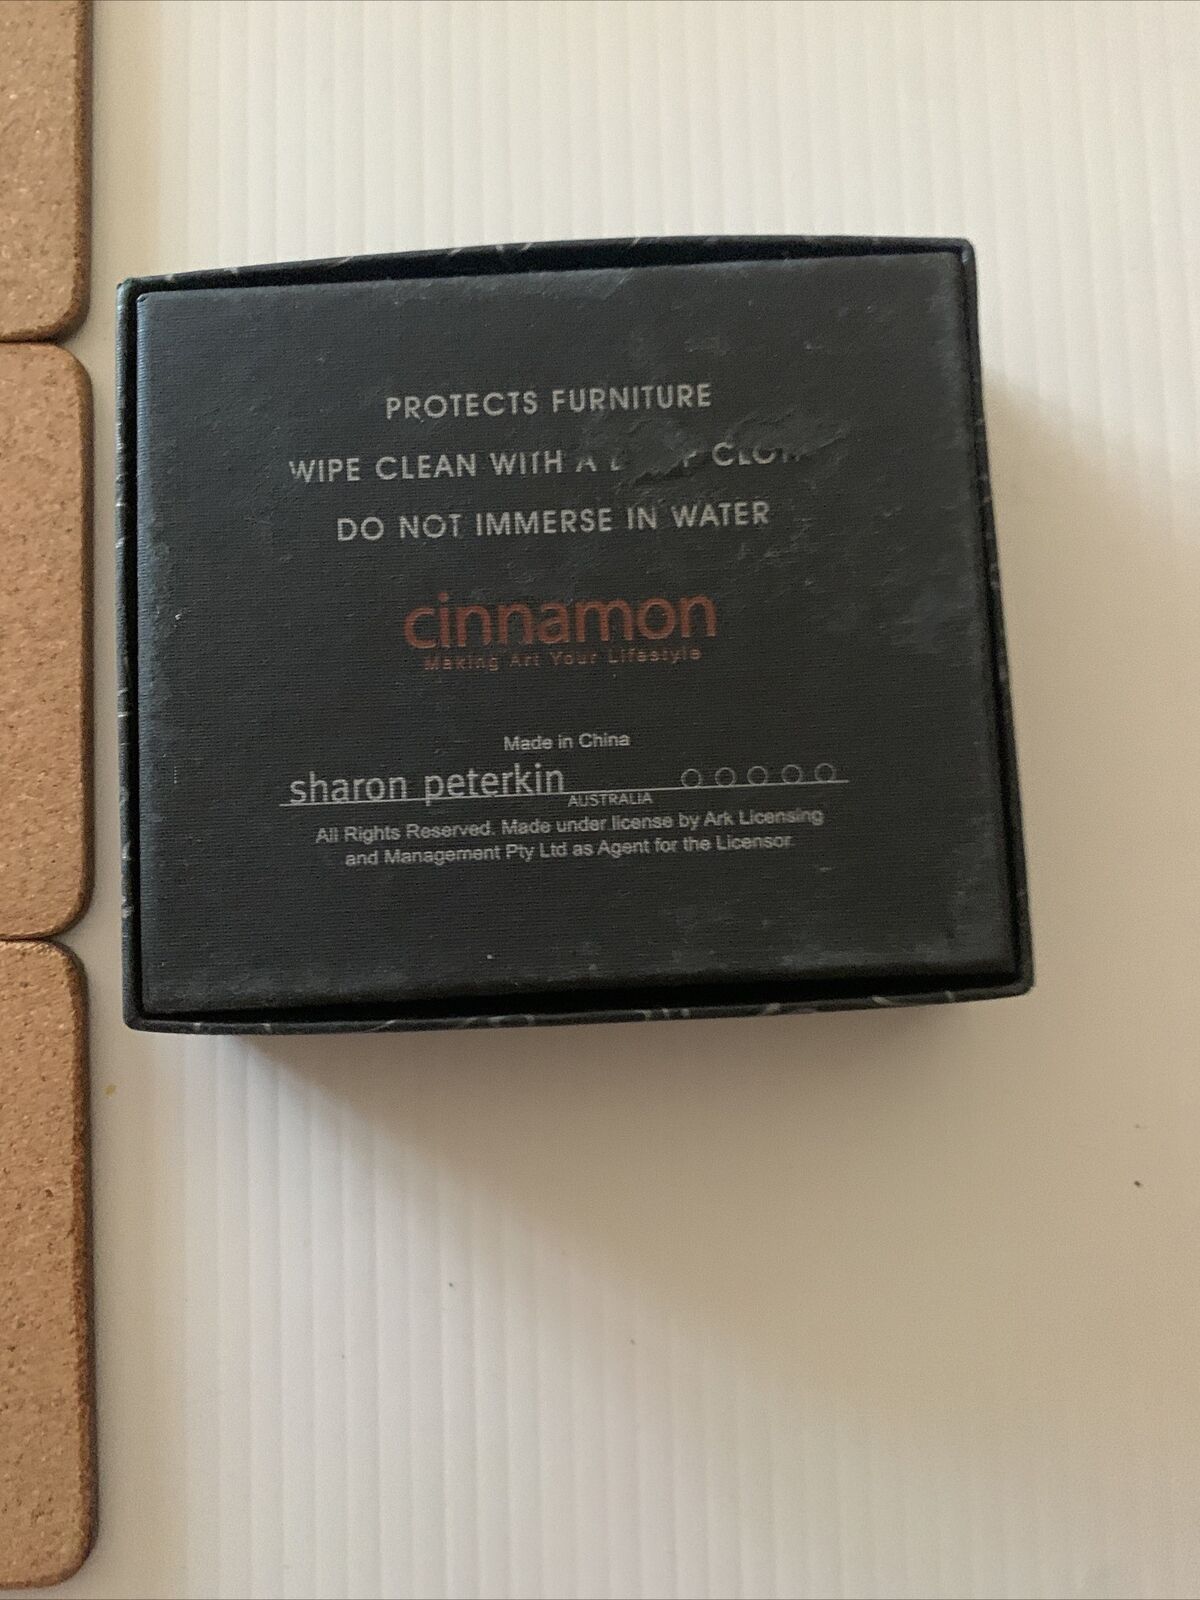 PROTECTS FURNITURE
WIPE CLEAN WITH A
DO NOT IMMERSE IN WATER
cinnamon
Making Art Your Lifestyle
Made in China
sharon peterkin
AUSTRALIA
All Rights Reserved. Made under license by Ark Licensing
and Management Pty Ltd as Agent for the Licensor.